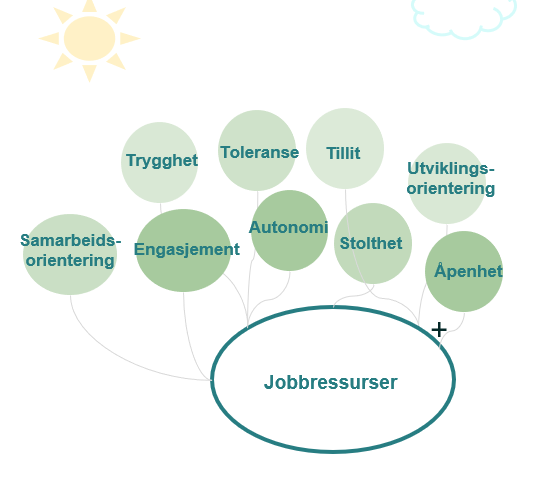 Trygghet
Toleranse
Tillit
Utviklings-
orientering
Samarbeids-
orientering
Engasjement
Autonomi
Stolthet
Åpenhet
+
Jobbressurser